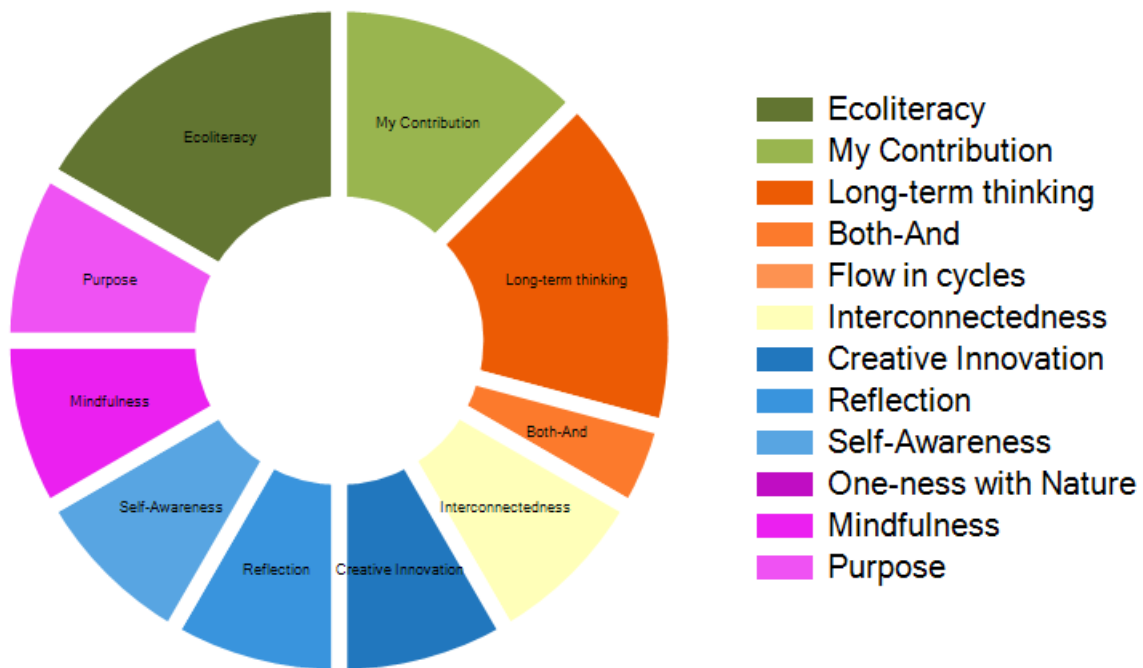 Ecoliteracy
My Contribution
Long-term thinking
Both-And
Interconnectedness
Creative Innovation
Reflection
Self-Awareness
Mindfulness
Purpose
Ecoliteracy
My Contribution
Long-term thinking
Both-And
Flow in cycles
Interconnectedness
Creative Innovation
Reflection
Self-Awareness
One-ness with Nature
Mindfulness
Purpose